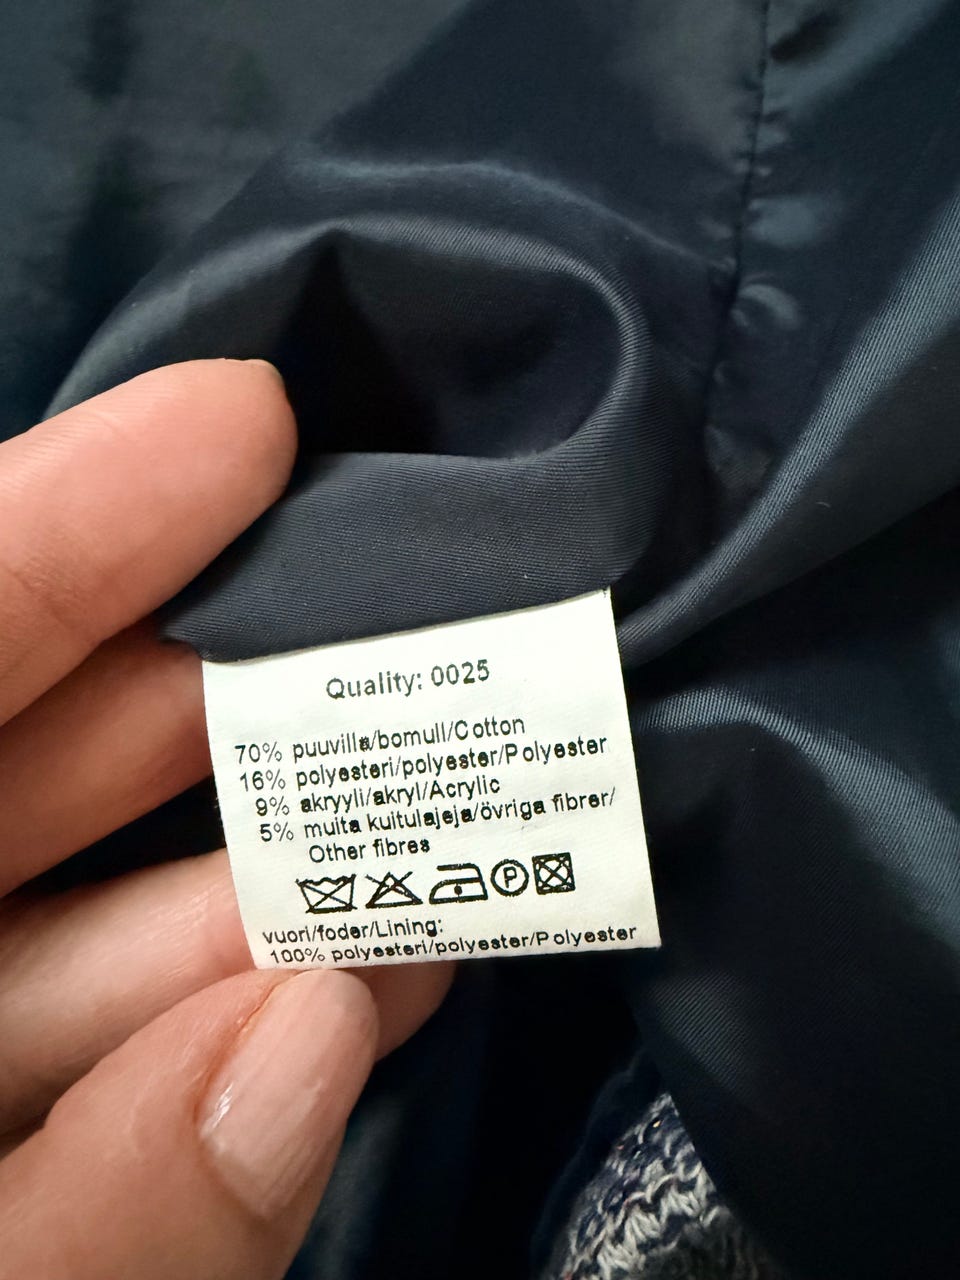 Quality: 0025
70% puuvilla/bomull/Cotton
16% polyesteri/polyester/Polyester
9% akryyli/akryl/Acrylic
5% muita kuitulajeja/övriga fibrer/
Other fibres
P
vuori/foder/Lining:
100% polyesteri/polyester/Polyester